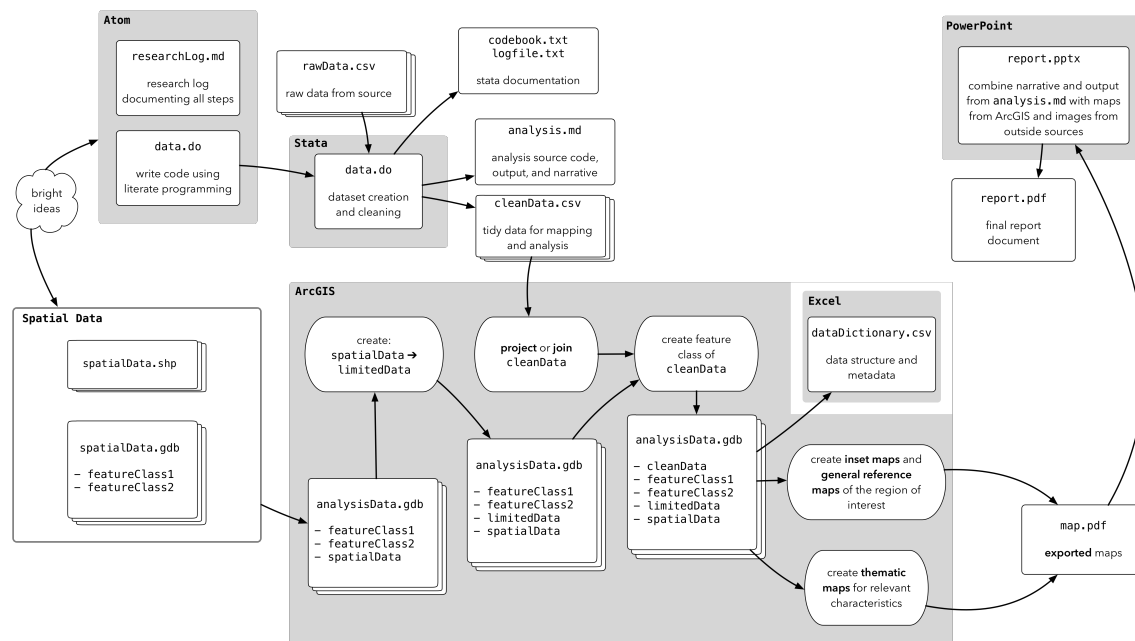 Atom
researchLog.md
research log
documenting all steps
data.do
write code using
literate programming
bright
ideas
rawData.csv
raw data from source
codebook.txt
logfile.txt
stata documentation
Stata
data.do
dataset creation
and cleaning
analysis.md
analysis source code,
output, and narrative
cleanData.csv
tidy data for mapping
and analysis
PowerPoint
report.pptx
combine narrative and output
from analysis.md with maps
from ArcGIS and images from
outside sources
report.pdf
final report
document
Spatial Data
spatialData.shp
spatialData.gdb
– featureClass1
– featureClass2
ArcGIS
create:
spatialData ➔
limitedData
project or join
cleanData
create feature
class of
cleanData
Excel
dataDictionary.csv
data structure and
metadata
analysisData.gdb
– featureClass1
– featureClass2
– spatialData
analysisData.gdb
– featureClass1
– featureClass2
– limitedData
– spatialData
analysisData.gdb
– cleanData
– featureClass1
– featureClass2
– limitedData
– spatialData
create inset maps and
general reference
maps of the region of
interest
create thematic
maps for relevant
characteristics
map.pdf
exported maps